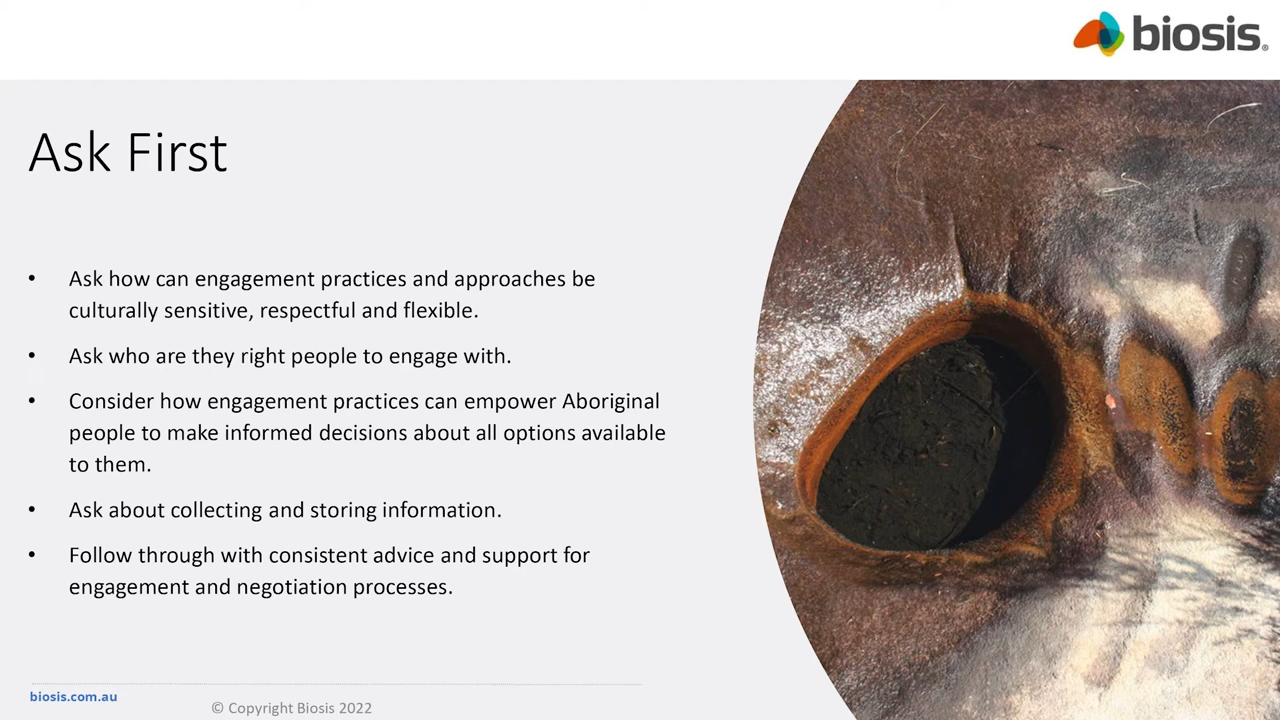 biosis®
Ask First
• Ask how can engagement practices and approaches be
culturally sensitive, respectful and flexible.
• Ask who are they right people to engage with.
• Consider how engagement practices can empower Aboriginal
people to make informed decisions about all options available
to them.
• Ask about collecting and storing information.
• Follow through with consistent advice and support for
engagement and negotiation processes.
biosis.com.au
© Copyright Biosis 2022